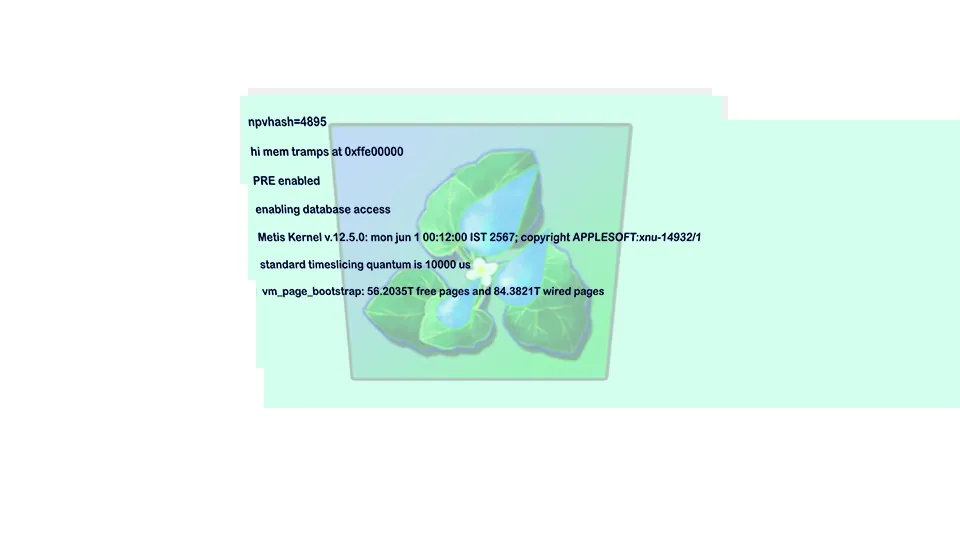 npvhash=4895
hi mem tramps at 0xffe00000
PRE enabled
enabling database access
Metis Kernel v.12.5.0: mon jun 1 00:12:00 IST 2567; copyright APPLESOFT:xnu-14932/1
standard timeslicing quantum is 10000 us
vm_page_bootstrap: 56.2035T free pages and 84.3821T wired pages